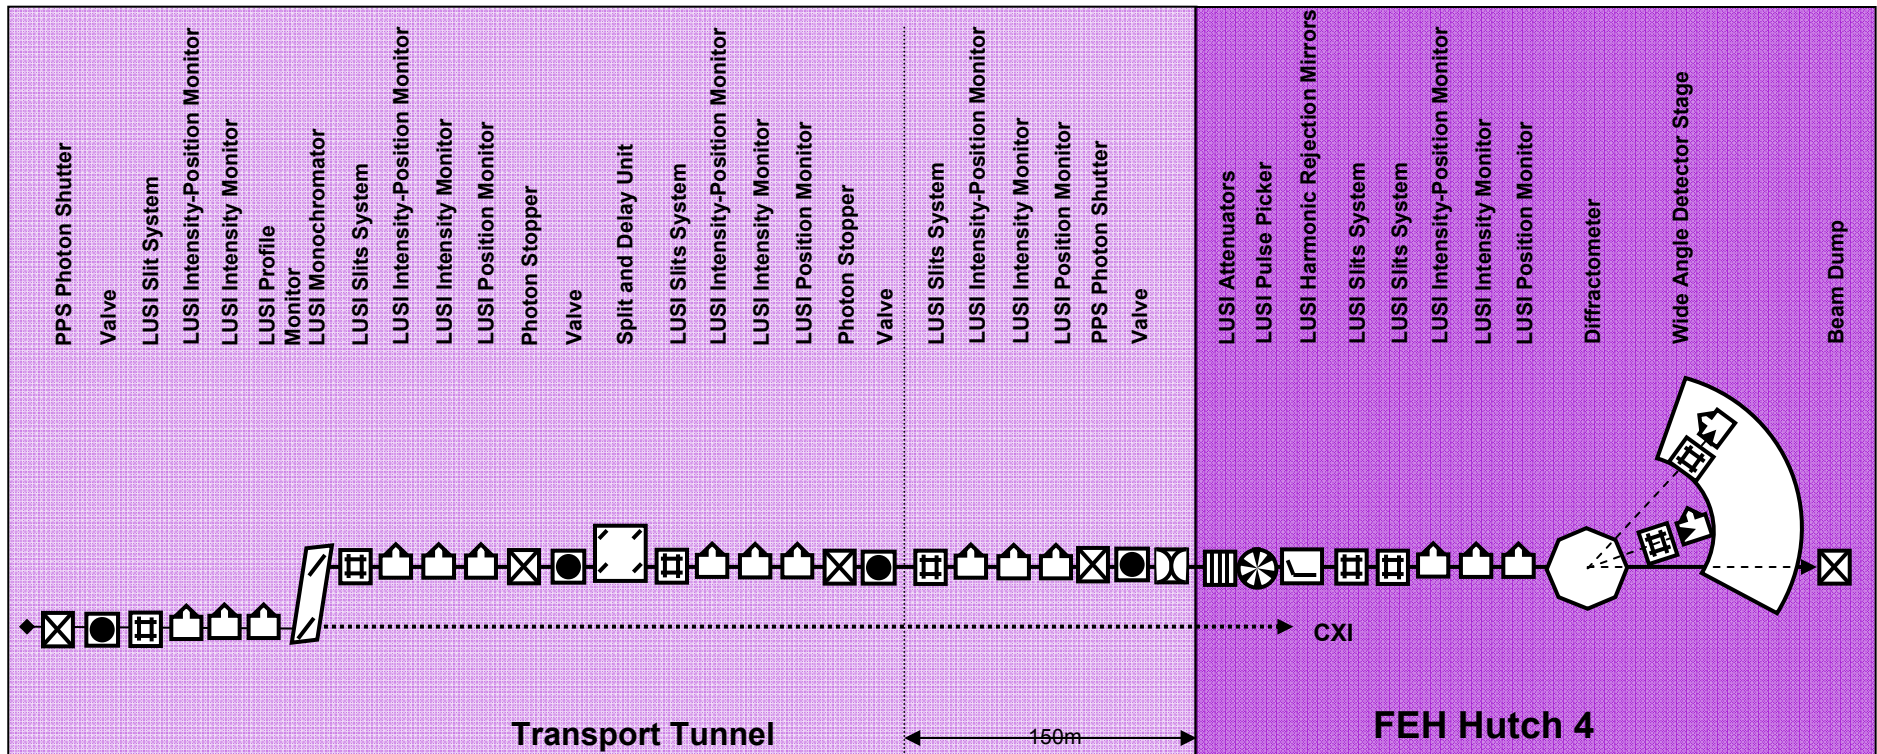 PPS Photon Shutter
Valve
LUSI Slit System
LUSI Intensity-Position Monitor
LUSI Intensity Monitor
LUSI Profile
Monitor
LUSI Monochromator
LUSI Slits System
LUSI Intensity-Position Monitor
LUSI Intensity Monitor
LUSI Position Monitor
Photon Stopper
Valve
Split and Delay Unit
LUSI Slits System
LUSI Intensity-Position Monitor
LUSI Intensity Monitor
LUSI Position Monitor
Photon Stopper
Valve
LUSI Slits System
LUSI Intensity-Position Monitor
LUSI Intensity Monitor
LUSI Position Monitor
PPS Photon Shutter
Valve
LUSI Attenuators
LUSI Pulse Picker
LUSI Harmonic Rejection Mirrors
LUSI Slits System
LUSI Slits System
LUSI Intensity-Position Monitor
LUSI Intensity Monitor
LUSI Position Monitor
Diffractometer
Wide Angle Detector Stage
Beam Dump
CXI
Transport Tunnel
150m
FEH Hutch 4